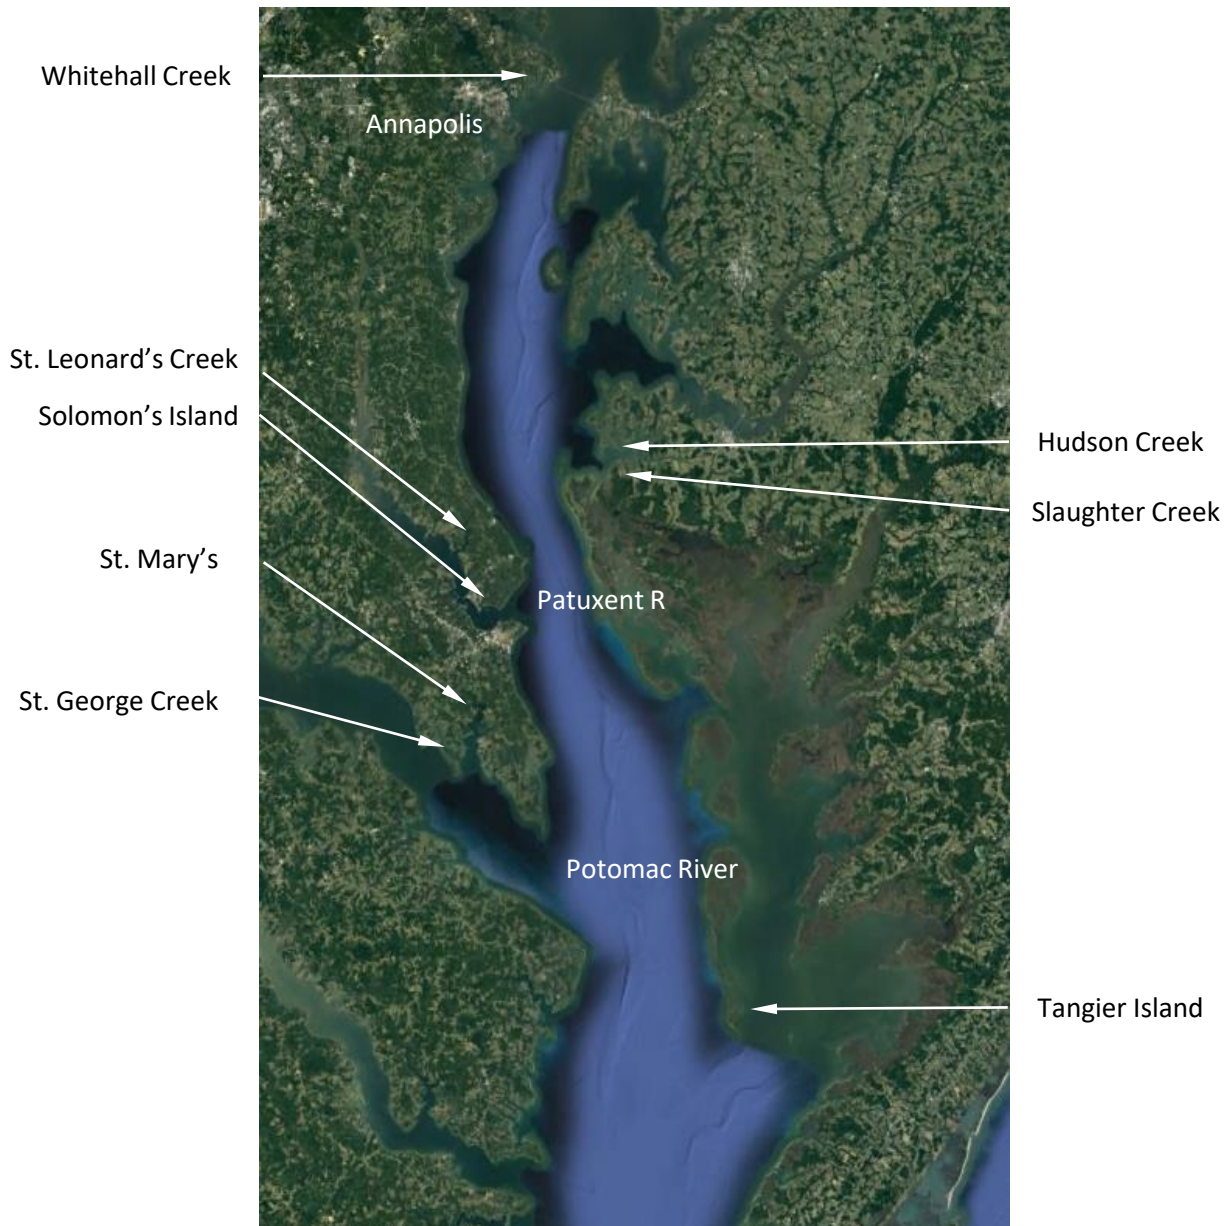 Whitehall Creek
Annapolis
St. Leonard’s Creek
Solomon’s Island
Hudson Creek
Slaughter Creek
St. Mary’s
Patuxent R
St. George Creek
Potomac River
Tangier Island